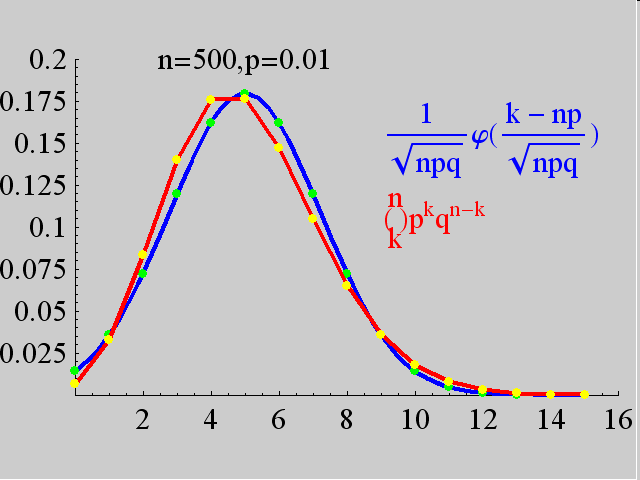 n=500,p=0.01
0.2
0.175
0.15
0.125
0.1
0.075
0.05
0.025
2 4 6 8 10 12 14 16
1
√npq φ( k − np
√npq )
n
( )p^k q^{n−k}
k